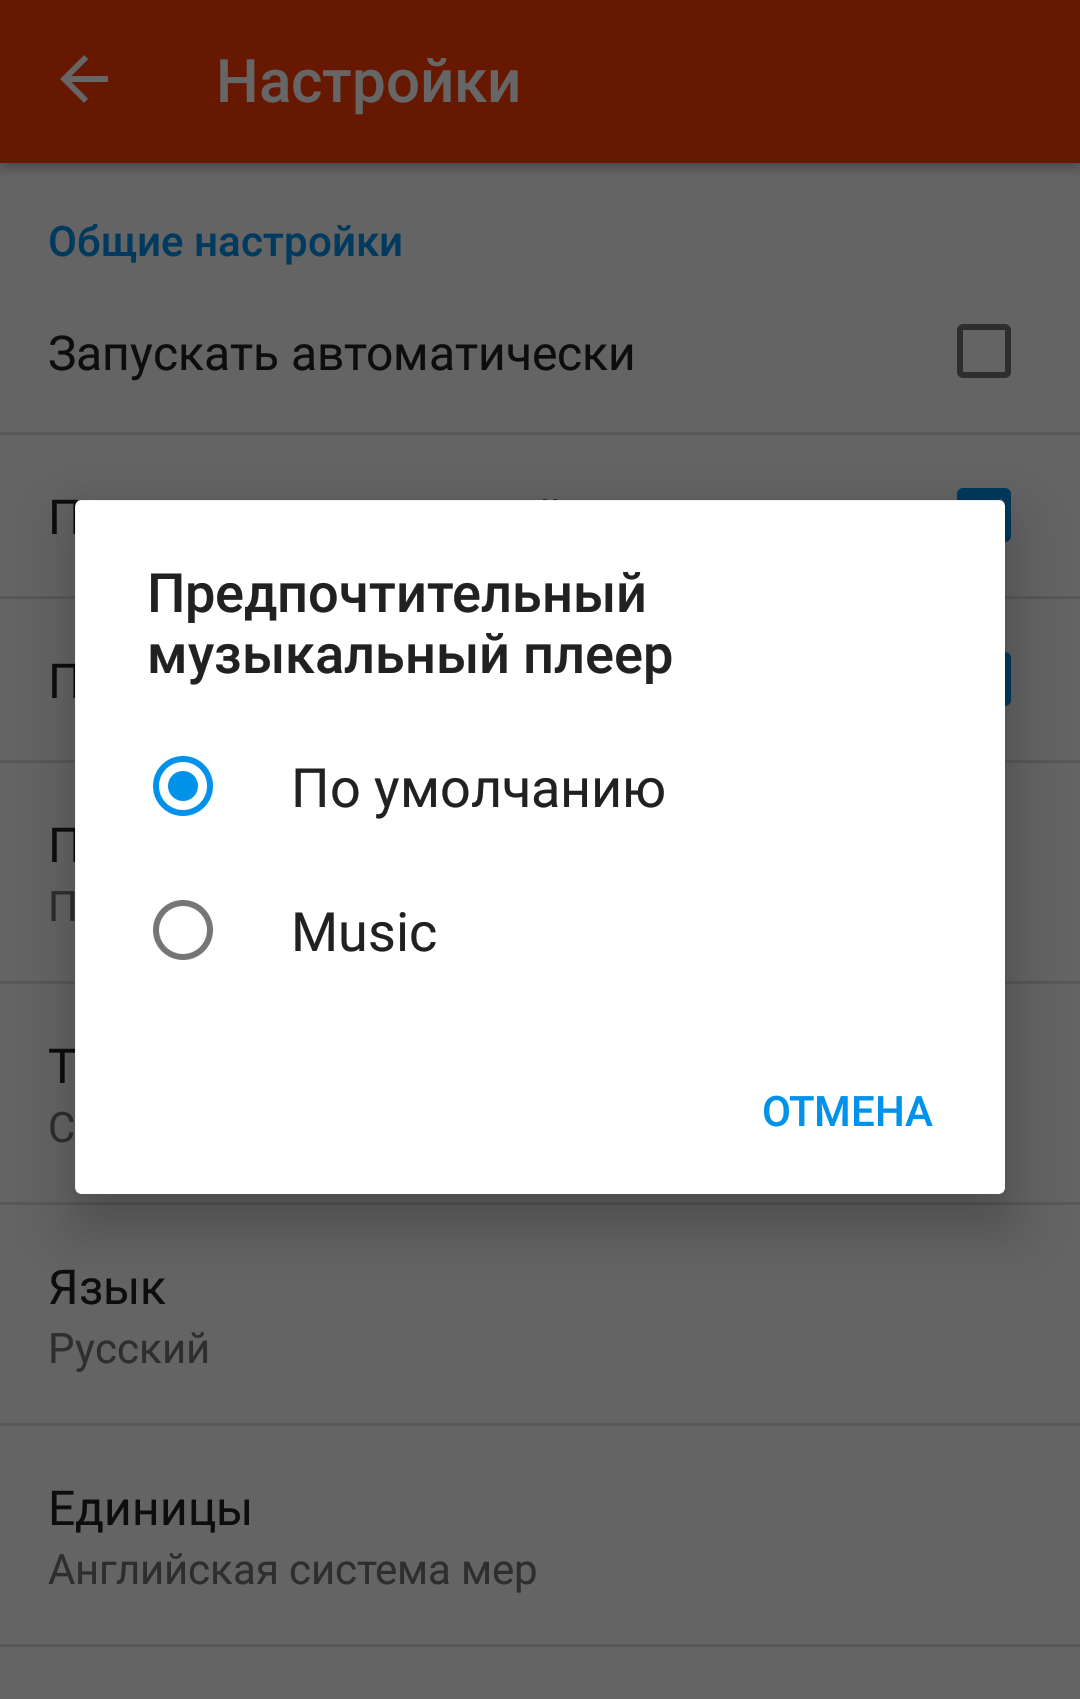 Настройки
Общие настройки
Запускать автоматически
Предпочтительный
музыкальный плеер
По умолчанию
Music
ОТМЕНА
Язык
Русский
Единицы
Английская система мер